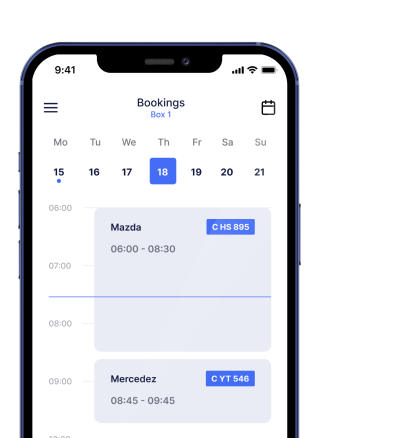 9:41
Bookings
Box 1
Mo Tu We Th Fr Sa Su
15 16 17 18 19 20 21
06:00
Mazda C HS 895
06:00 - 08:30
07:00
08:00
Mercedez C YT 546
09:00
08:45 - 09:45